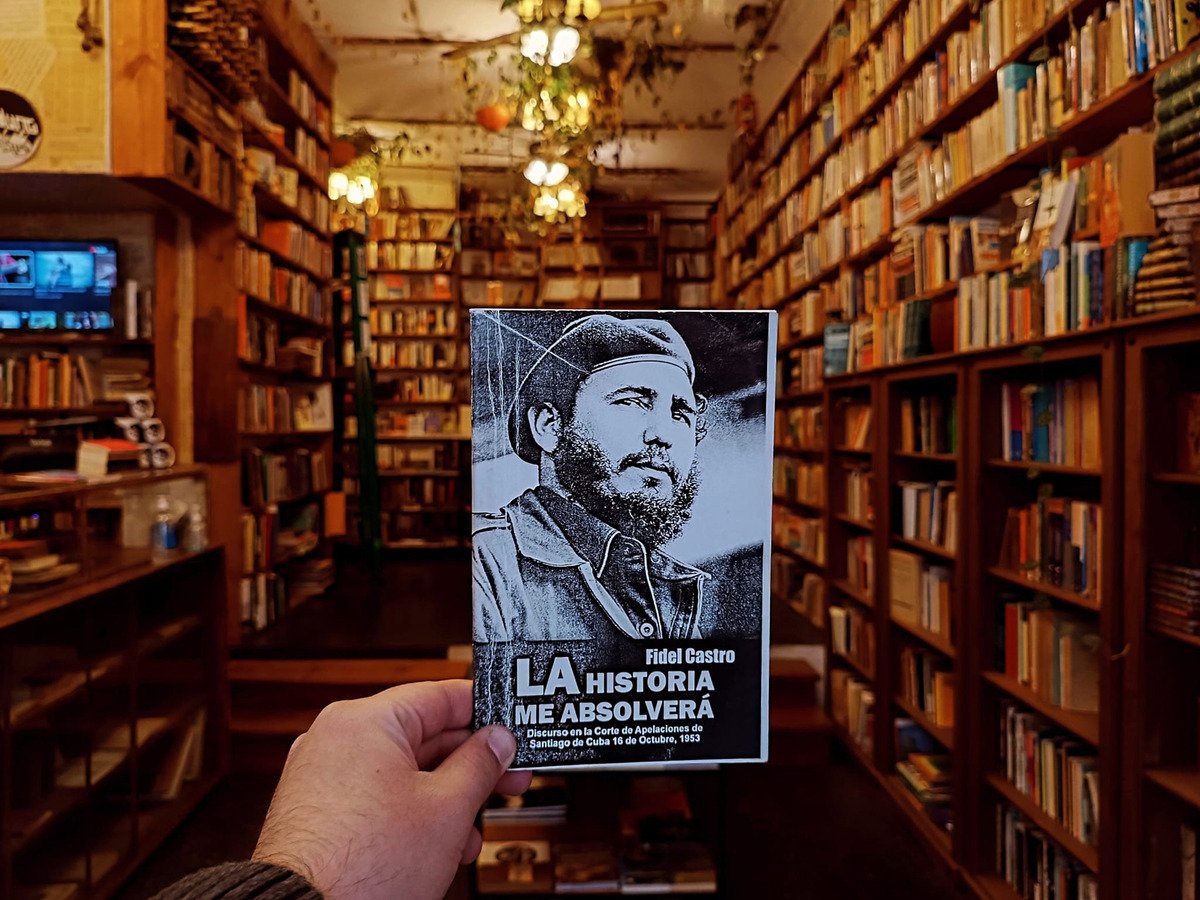 Fidel Castro
LA HISTORIA
ME ABSOLVERÁ
Discurso en la Corte de Apelaciones de
Santiago de Cuba 16 de Octubre, 1953